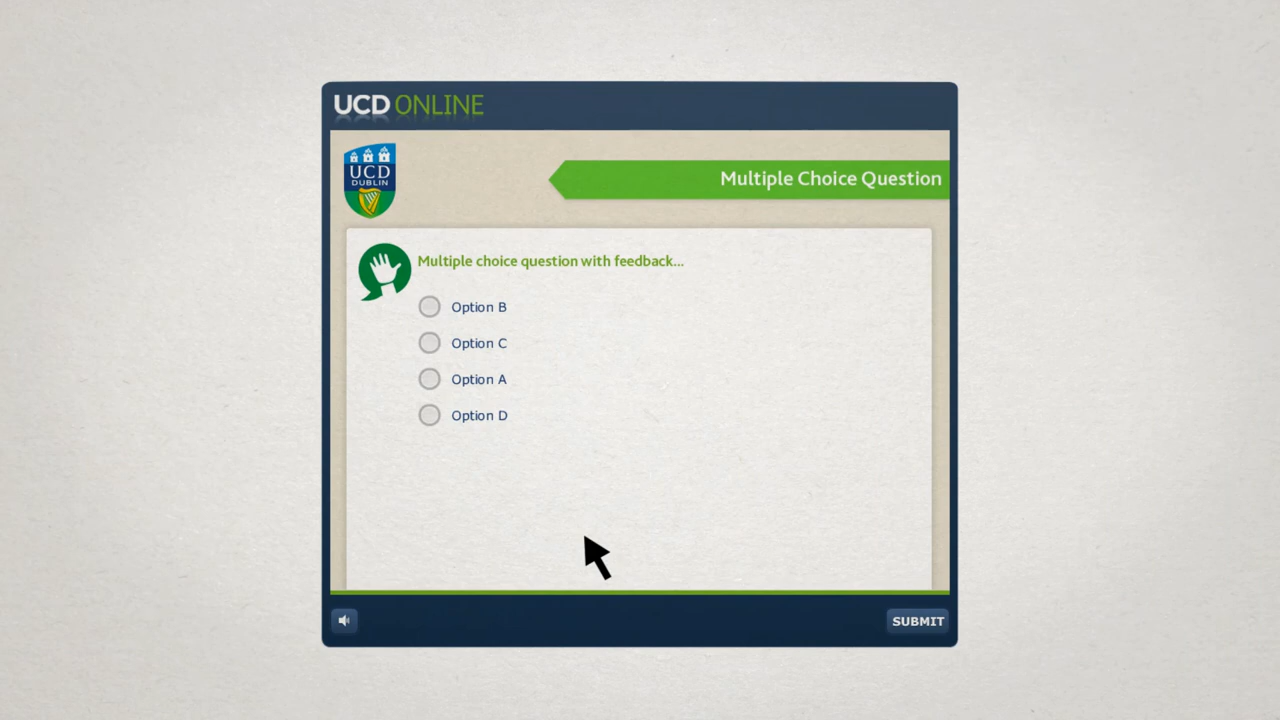 UCD ONLINE
UCD
DUBLIN
Multiple Choice Question
Multiple choice question with feedback...
Option B
Option C
Option A
Option D
SUBMIT